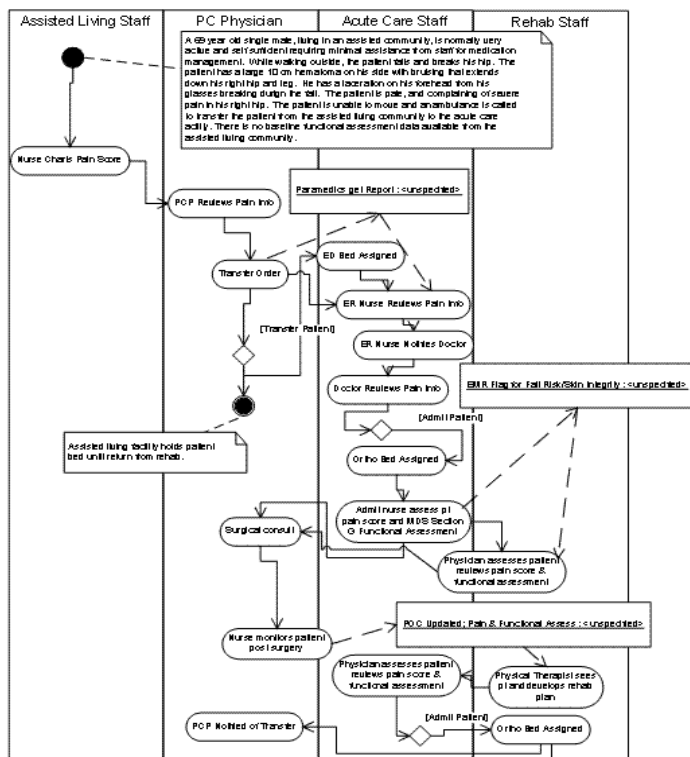 Assisted Living Staff
PC Physician
Acute Care Staff
Rehab Staff
A 69 year old single male, living in an assisted community, is normally very
active and self sufficient requiring minimal assistance from staff for medication
management. While walking outside, the patient falls and breaks his hip. The
patient has a large 10 cm hematoma on his side with bruising that extends
down his right hip and leg. He has a laceration on his forehead from his
glasses breaking durign the fall. The patient is pale, and complaining of severe
pain in his right hip. The patient is unable to move and anambulance is called
to transfer the patient from the assisted living community to the acute care
acility. There is no baseline functional assessment data available from the
assisted living community.
Nurse Charts Pain Score
PCP Reviews Pain Info
Paramedics get Report : <unspecified>
ED Bed Assigned
Transfer Order
ER Nurse Reviews Pain Info
[Transfer Patient]
ER Nurse Notifies Doctor
Doctor Reviews Pain Info
EMR Flag for Fall Risk/Skin Integrity : <unspecified>
[Admit Patient]
Assisted living facility holds patient
bed until return from rehab.
Ortho Bed Assigned
Admit nurse assess pt
pain score and MDS Section
G Functional Assessment
Surgical consult
Physician assesses patient
reviews pain score &
functional assessment
Nurse monitors patient
post surgery
POC Updated; Pain & Functional Assess : <unspecified>
Physician assesses patient
reviews pain score &
functional assessment
Physical Therapist sees
pt and develops rehab
plan
[Admit Patient]
PCP Notified of Transfer
Ortho Bed Assigned